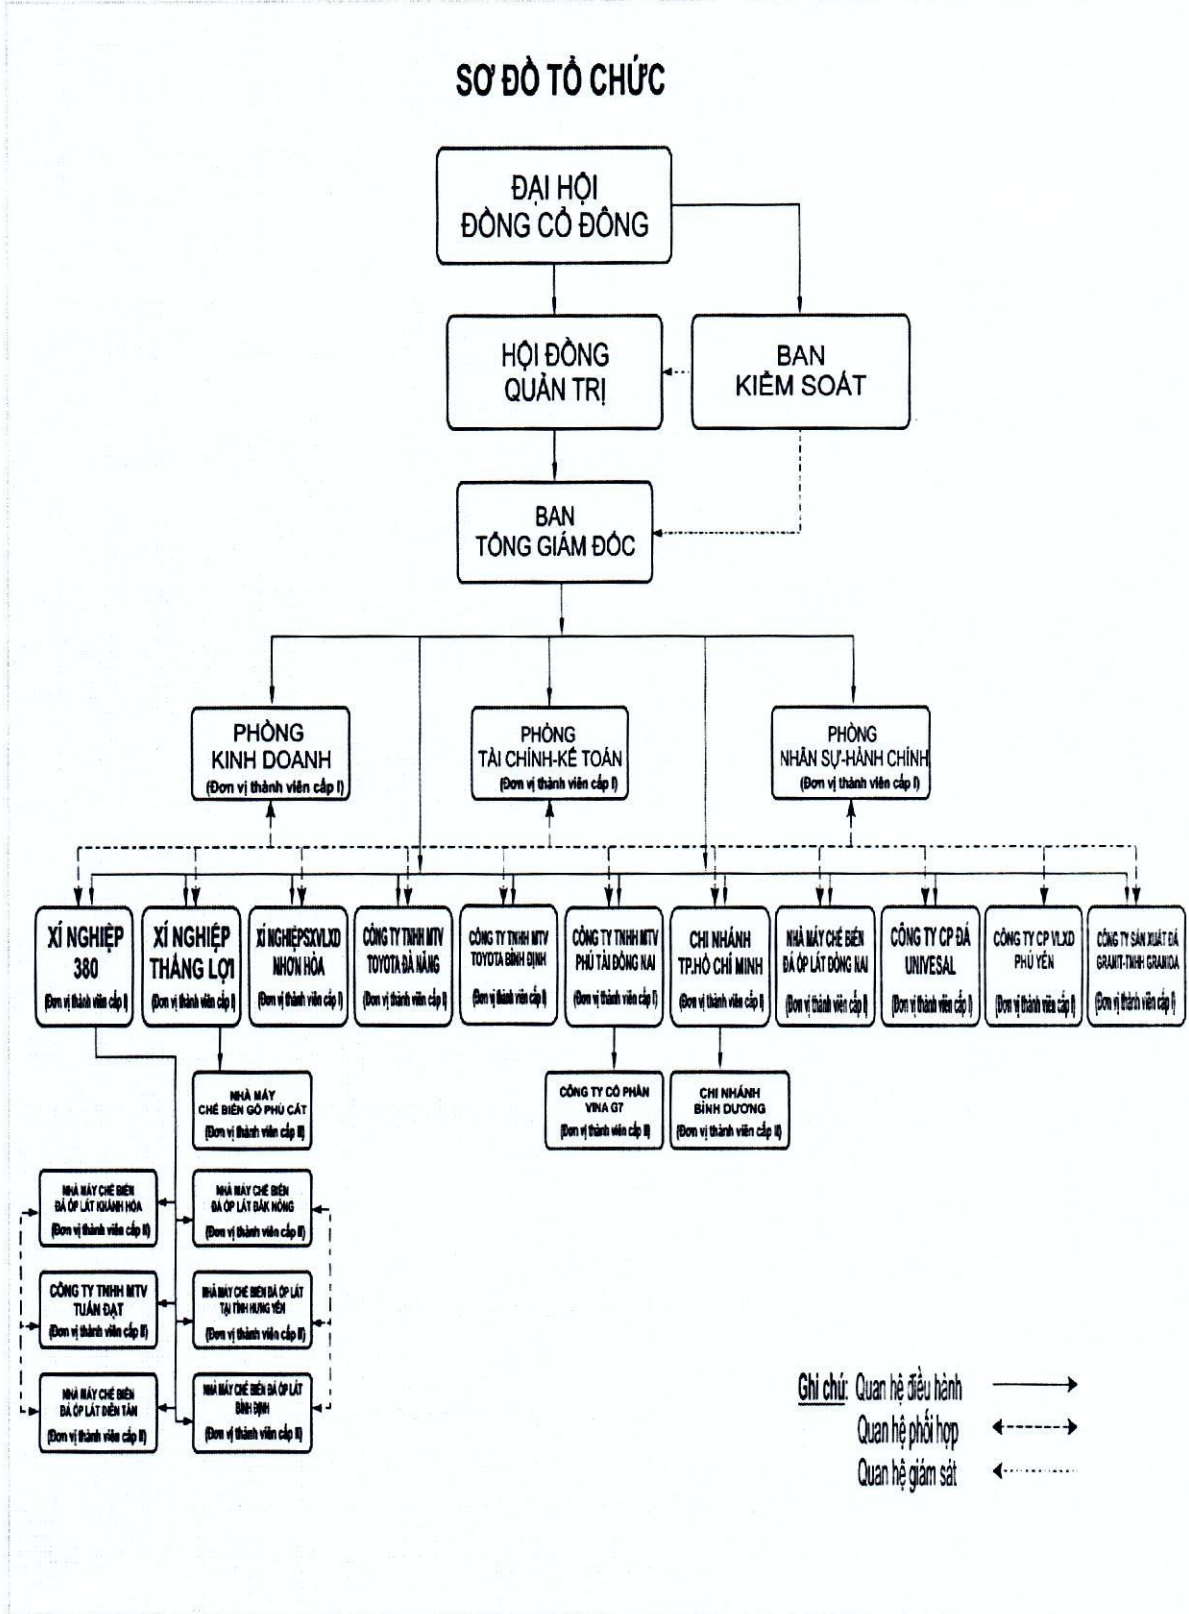 SƠ ĐỒ TỔ CHỨC
ĐẠI HỘI
ĐỒNG CỔ ĐÔNG
HỘI ĐỒNG
QUẢN TRỊ
BAN
KIỂM SOÁT
BAN
TỔNG GIÁM ĐỐC
PHÒNG
KINH DOANH
(Đơn vị thành viên cấp I)
PHÒNG
TÀI CHÍNH-KẾ TOÁN
(Đơn vị thành viên cấp I)
PHÒNG
NHÂN SỰ-HÀNH CHÍNH
(Đơn vị thành viên cấp I)
XÍ NGHIỆP
380
(Đơn vị thành viên cấp I)
XÍ NGHIỆP
THẮNG LỢI
(Đơn vị thành viên cấp I)
XÍ NGHIỆPSXVLXD
NHƠN HÒA
(Đơn vị thành viên cấp I)
CÔNG TY TNHH MTV
TOYOTA ĐÀ NẴNG
(Đơn vị thành viên cấp I)
CÔNG TY TNHH MTV
TOYOTA BÌNH ĐỊNH
(Đơn vị thành viên cấp I)
CÔNG TY TNHH MTV
PHÚ TÀI ĐỒNG NAI
(Đơn vị thành viên cấp I)
CHI NHÁNH
TP.HỒ CHÍ MINH
(Đơn vị thành viên cấp I)
NHÀ MÁY CHẾ BIẾN
ĐÁ ỐP LÁT ĐỒNG NAI
(Đơn vị thành viên cấp I)
CÔNG TY CP ĐÁ
UNIVESAL
(Đơn vị thành viên cấp I)
CÔNG TY CP VLXD
PHÚ YÊN
(Đơn vị thành viên cấp I)
CÔNG TY SẢN XUẤT ĐÁ
GRANIT-TNHH GRANIDA
(Đơn vị thành viên cấp I)
NHÀ MÁY
CHẾ BIẾN GỖ PHÙ CÁT
(Đơn vị thành viên cấp II)
CÔNG TY CỔ PHẦN
VINA G7
(Đơn vị thành viên cấp II)
CHI NHÁNH
BÌNH DƯƠNG
(Đơn vị thành viên cấp II)
NHÀ MÁY CHẾ BIẾN
ĐÁ ỐP LÁT KHÁNH HÒA
(Đơn vị thành viên cấp II)
NHÀ MÁY CHẾ BIẾN
ĐÁ ỐP LÁT ĐĂK NÔNG
(Đơn vị thành viên cấp II)
CÔNG TY TNHH MTV
TUẤN ĐẠT
(Đơn vị thành viên cấp II)
NHÀ MÁY CHẾ BIẾN ĐÁ ỐP LÁT
TẠI TỈNH HƯNG YÊN
(Đơn vị thành viên cấp II)
NHÀ MÁY CHẾ BIẾN
ĐÁ ỐP LÁT DIÊN TÂN
(Đơn vị thành viên cấp II)
NHÀ MÁY CHẾ BIẾN ĐÁ ỐP LÁT
BÌNH ĐỊNH
(Đơn vị thành viên cấp II)
Ghi chú: Quan hệ điều hành
Quan hệ phối hợp
Quan hệ giám sát